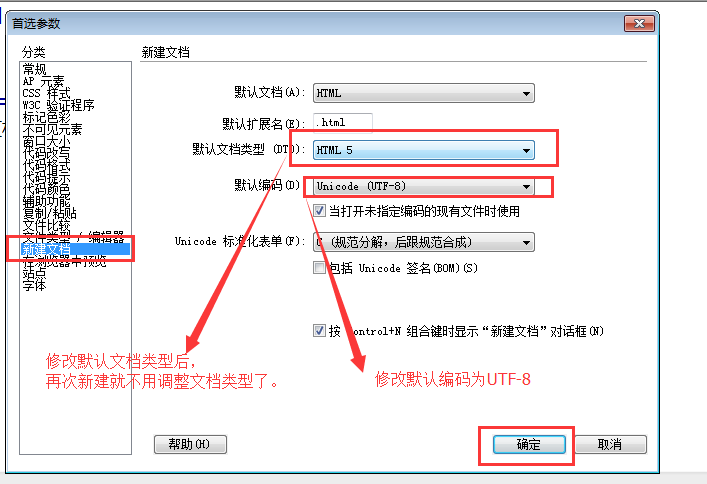 首选参数
分类
常规
AP 元素
CSS 样式
W3C 验证程序
标记色彩
不可见元素
窗口大小
代码改写
代码格式
代码提示
代码颜色
辅助功能
复制/粘贴
文件比较
文件类型 / 编辑器
新建文档
在浏览器中预览
站点
字体
新建文档
默认文档(A):
HTML
默认扩展名(E):
.html
默认文档类型 (DTD):
HTML 5
默认编码(D)
Unicode (UTF-8)
当打开未指定编码的现有文件时使用
Unicode 标准化表单(F):
C (规范分解，后跟规范合成)
包括 Unicode 签名(BOM)(S)
按 Control+N 组合键时显示“新建文档”对话框(N)
修改默认文档类型后，
再次新建就不用调整文档类型了。
修改默认编码为UTF-8
帮助(H)
确定
取消